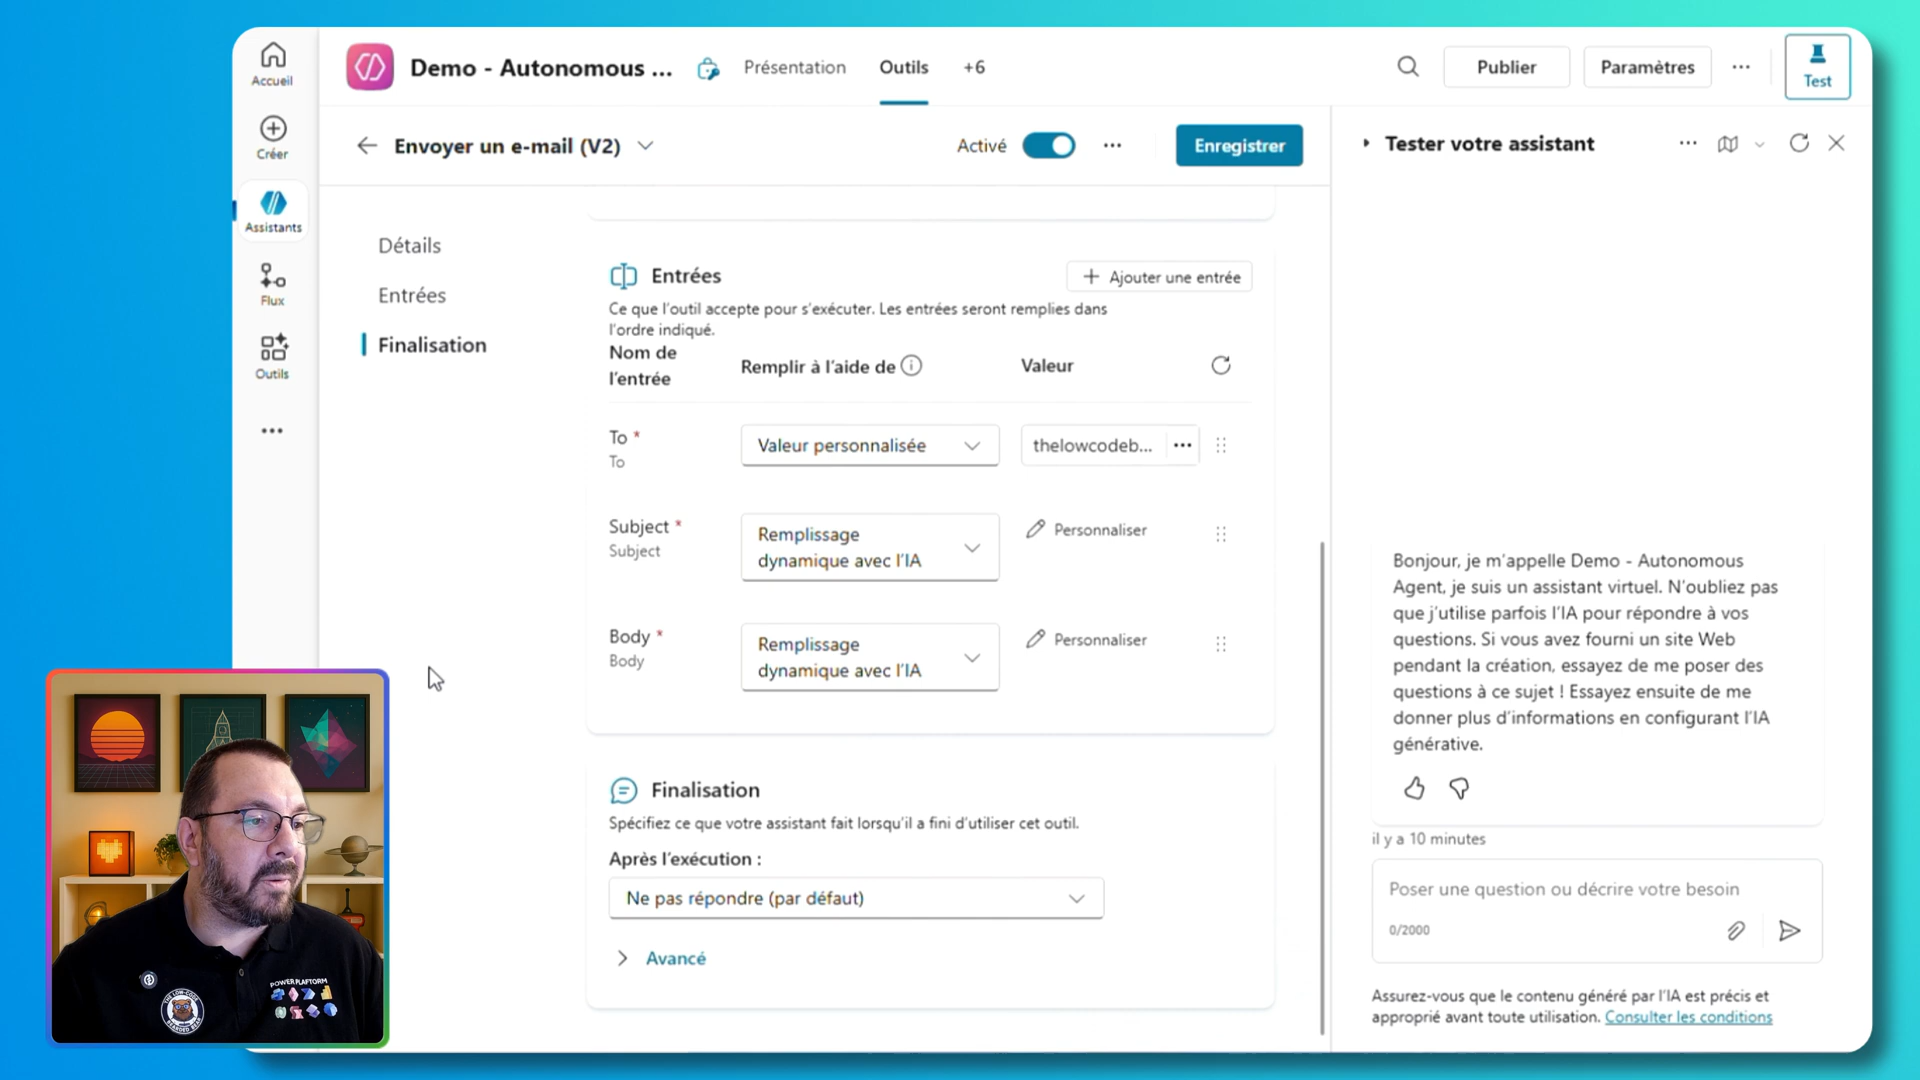 Accueil
Créer
Assistants
Flux
Outils
Demo - Autonomous ...
Présentation
Outils
+6
Publier
Paramètres
Test
Envoyer un e-mail (V2)
Activé
Enregistrer
Détails
Entrées
Finalisation
Entrées
Ajouter une entrée
Ce que l'outil accepte pour s'exécuter. Les entrées seront remplies dans
l'ordre indiqué.
Nom de
l'entrée
Remplir à l'aide de
Valeur
To *
To
Valeur personnalisée
thelowcodeb...
Subject *
Subject
Remplissage
dynamique avec l'IA
Personnaliser
Body *
Body
Remplissage
dynamique avec l'IA
Personnaliser
Finalisation
Spécifiez ce que votre assistant fait lorsqu'il a fini d'utiliser cet outil.
Après l'exécution :
Ne pas répondre (par défaut)
Avancé
Tester votre assistant
Bonjour, je m'appelle Demo - Autonomous
Agent, je suis un assistant virtuel. N'oubliez pas
que j'utilise parfois l'IA pour répondre à vos
questions. Si vous avez fourni un site Web
pendant la création, essayez de me poser des
questions à ce sujet ! Essayez ensuite de me
donner plus d'informations en configurant l'IA
générative.
il y a 10 minutes
Poser une question ou décrire votre besoin
0/2000
Assurez-vous que le contenu généré par l'IA est précis et
approprié avant toute utilisation. Consulter les conditions
POWER PLATFORM
THE LOW-CODE
BEARDED BEAR